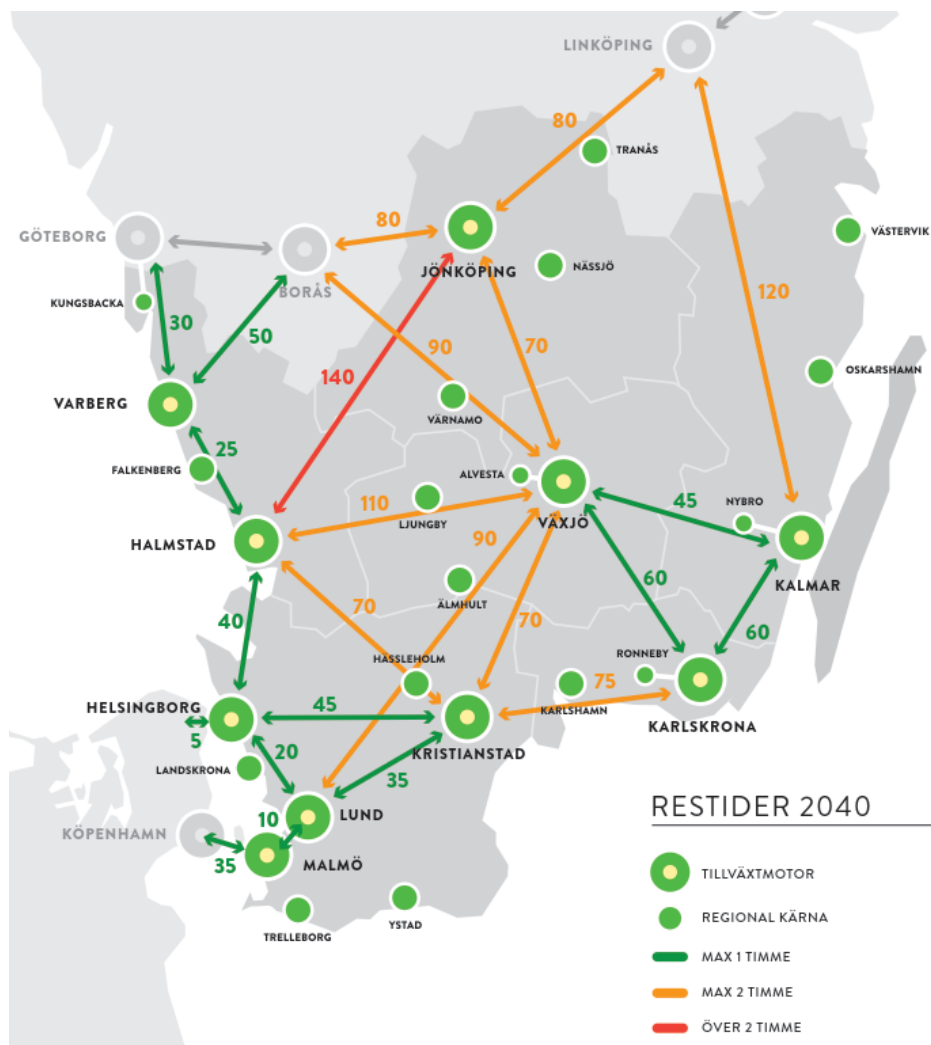 LINKÖPING
80
TRANÅS
GÖTEBORG
80
VÄSTERVIK
JÖNKÖPING
NÄSSJÖ
BORÅS
KUNGSBACKA
120
30
50
90
70
OSKARSHAMN
140
VÄRNAMO
VARBERG
25
FALKENBERG
ALVESTA
110
45
NYBRO
LJUNGBY
VÄXJÖ
HALMSTAD
90
60
KALMAR
70
ÄLMHULT
40
70
60
RONNEBY
HÄSSLEHOLM
75
HELSINGBORG
45
KARLSHAMN
KARLSKRONA
5
20
KRISTIANSTAD
LANDSKRONA
35
RESTIDER 2040
10
LUND
KÖPENHAMN
35
MALMÖ
TILLVÄXTMOTOR
YSTAD
REGIONAL KÄRNA
TRELLEBORG
MAX 1 TIMME
MAX 2 TIMME
ÖVER 2 TIMME